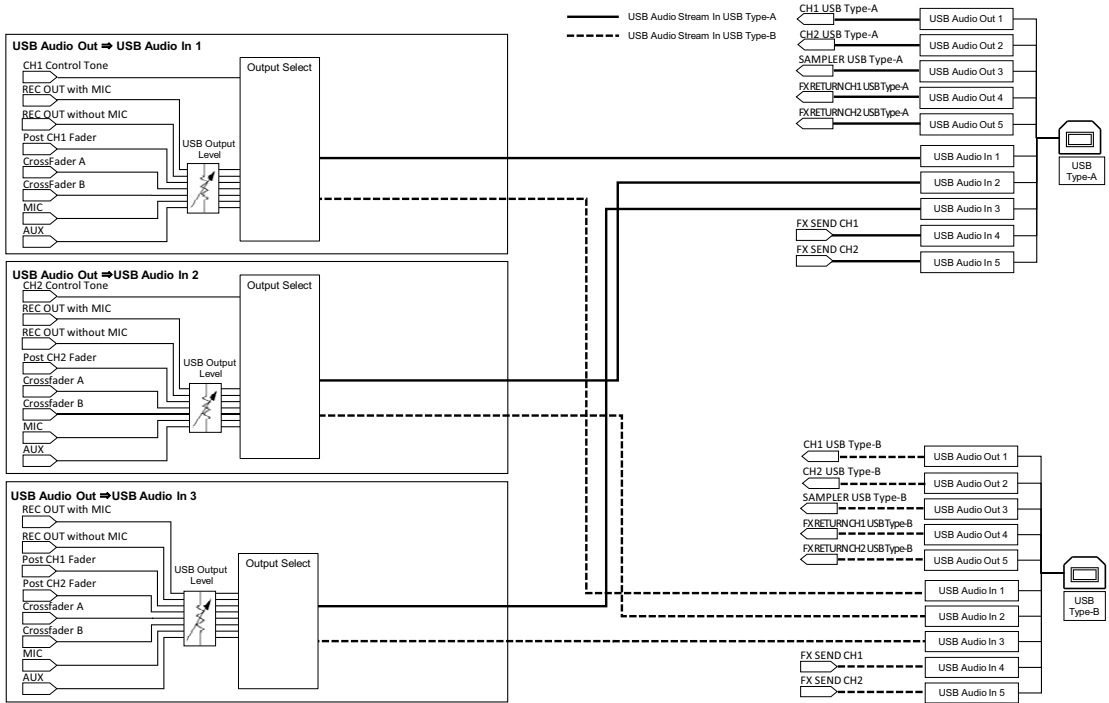 USB Audio Stream In USB Type-A
USB Audio Stream In USB Type-B
USB Audio Out ⇒ USB Audio In 1
CH1 Control Tone
REC OUT with MIC
REC OUT without MIC
Post CH1 Fader
CrossFader A
CrossFader B
MIC
AUX
USB Output
Level
Output Select
USB Audio Out ⇒USB Audio In 2
CH2 Control Tone
REC OUT with MIC
REC OUT without MIC
Post CH2 Fader
Crossfader A
Crossfader B
MIC
AUX
USB Output
Level
Output Select
USB Audio Out ⇒USB Audio In 3
REC OUT with MIC
REC OUT without MIC
Post CH1 Fader
Post CH2 Fader
Crossfader A
Crossfader B
MIC
AUX
USB Output
Level
Output Select
CH1 USB Type-A
USB Audio Out 1
CH2 USB Type-A
USB Audio Out 2
SAMPLER USB Type-A
USB Audio Out 3
FX RETURN CH1 USB Type-A
USB Audio Out 4
FX RETURN CH2 USB Type-A
USB Audio Out 5
USB Audio In 1
USB Audio In 2
USB Audio In 3
FX SEND CH1
USB Audio In 4
FX SEND CH2
USB Audio In 5
USB
Type-A
CH1 USB Type-B
USB Audio Out 1
CH2 USB Type-B
USB Audio Out 2
SAMPLER USB Type-B
USB Audio Out 3
FX RETURN CH1 USB Type-B
USB Audio Out 4
FX RETURN CH2 USB Type-B
USB Audio Out 5
USB Audio In 1
USB Audio In 2
USB Audio In 3
FX SEND CH1
USB Audio In 4
FX SEND CH2
USB Audio In 5
USB
Type-B